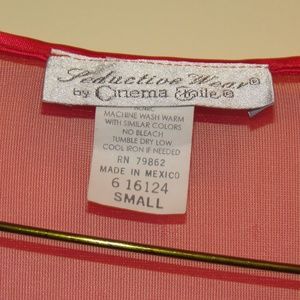 Seductive Wear®
by Cinema Etoile®
MACHINE WASH WARM
WITH SIMILAR COLORS
NO BLEACH
TUMBLE DRY LOW
COOL IRON IF NEEDED
RN 79862
MADE IN MEXICO
6 16124
SMALL